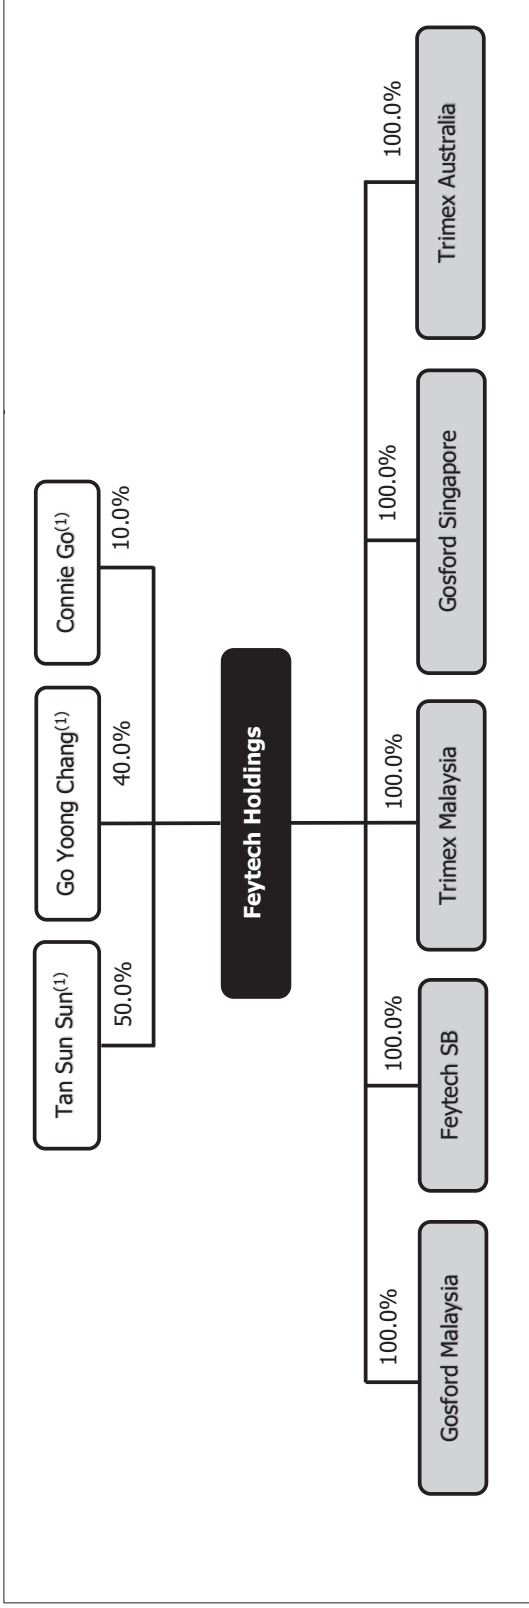 Tan Sun Sun(1)
Go Yoong Chang(1)
Connie Go(1)
50.0%
40.0%
10.0%
Feytech Holdings
100.0%
100.0%
100.0%
100.0%
100.0%
Gosford Malaysia
Feytech SB
Trimex Malaysia
Gosford Singapore
Trimex Australia